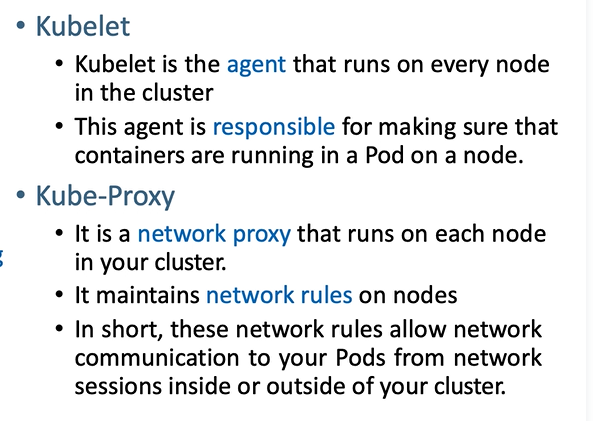 • Kubelet
• Kubelet is the agent that runs on every node
in the cluster
• This agent is responsible for making sure that
containers are running in a Pod on a node.
• Kube-Proxy
• It is a network proxy that runs on each node
in your cluster.
• It maintains network rules on nodes
• In short, these network rules allow network
communication to your Pods from network
sessions inside or outside of your cluster.